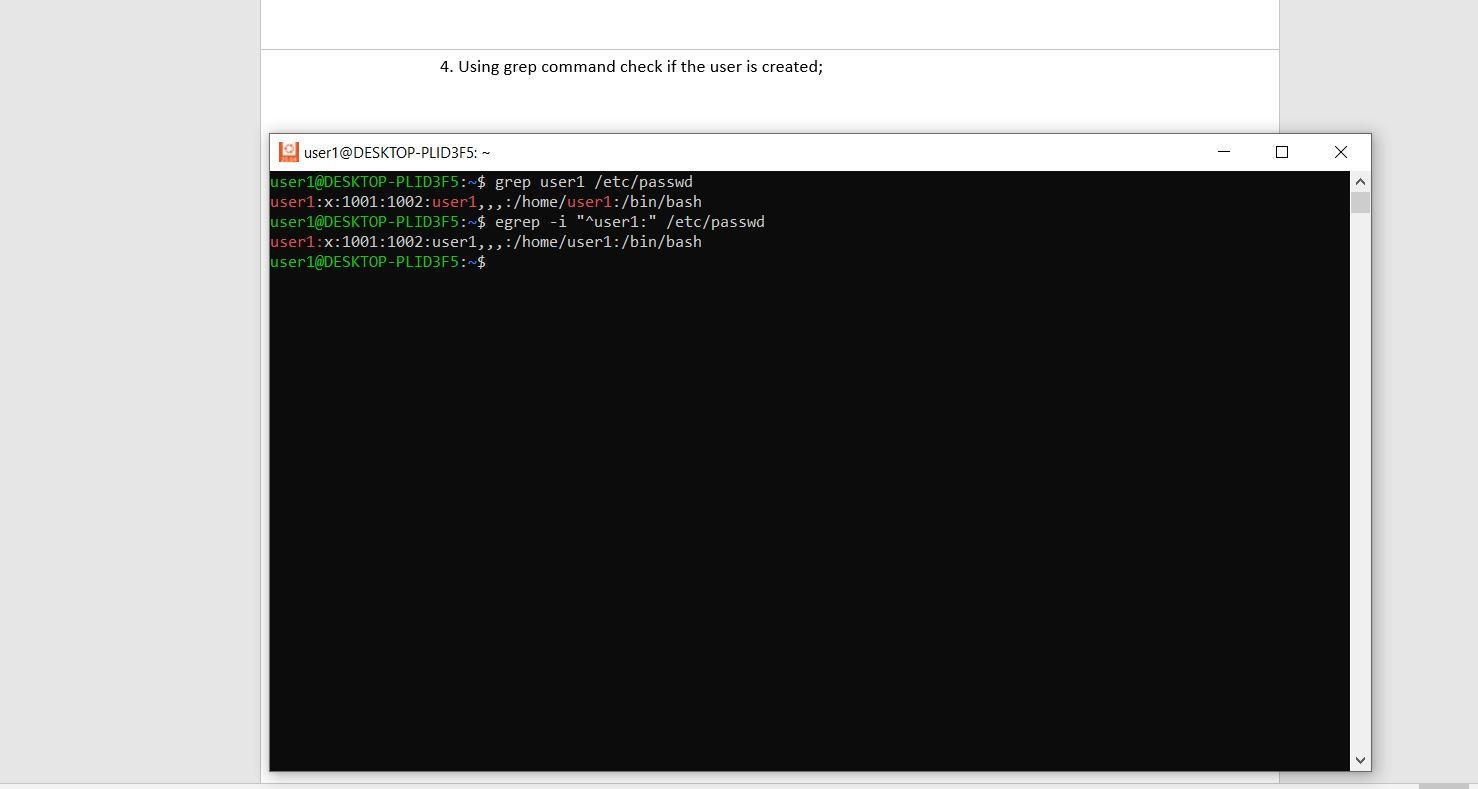 4. Using grep command check if the user is created;
user1@DESKTOP-PLID3F5: ~
user1@DESKTOP-PLID3F5:~$ grep user1 /etc/passwd
user1:x:1001:1002:user1,,,:/home/user1:/bin/bash
user1@DESKTOP-PLID3F5:~$ egrep -i "^user1:" /etc/passwd
user1:x:1001:1002:user1,,,:/home/user1:/bin/bash
user1@DESKTOP-PLID3F5:~$